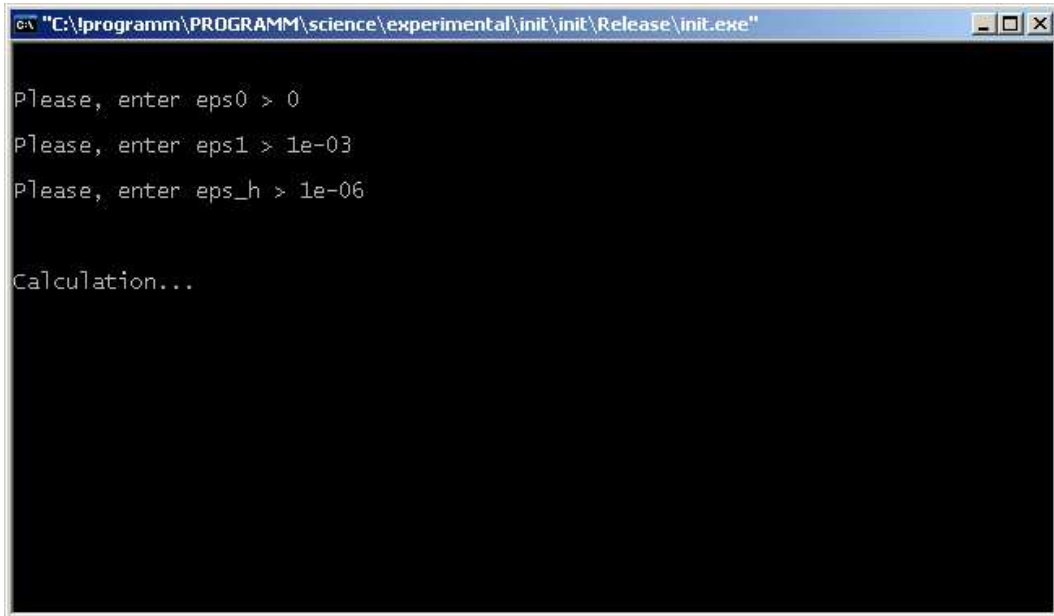 "C:\!programm\PROGRAMM\science\experimental\init\init\Release\init.exe"
Please, enter eps0 > 0
Please, enter eps1 > 1e-03
Please, enter eps_h > 1e-06
Calculation...